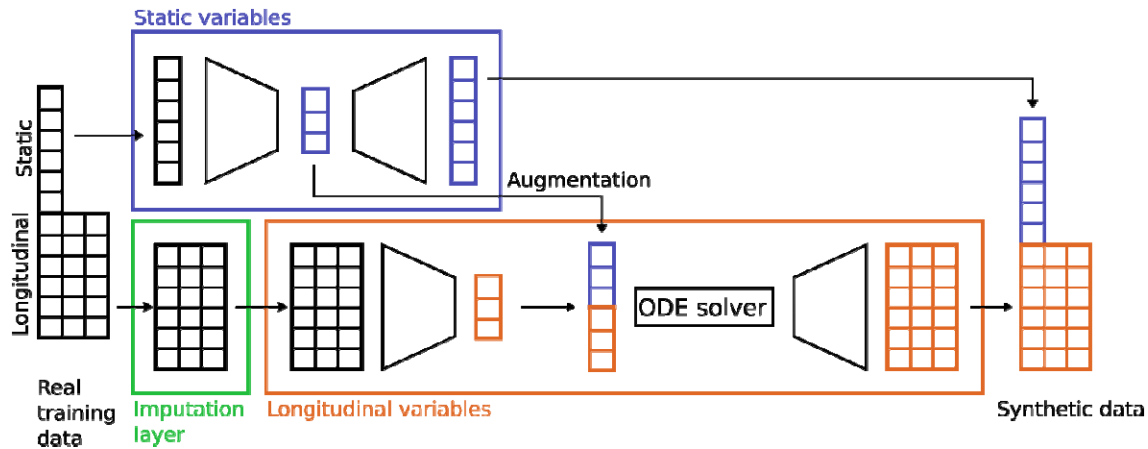 Static variables
Static
Longitudinal
Augmentation
ODE solver
Real
training
data
Imputation
layer
Longitudinal variables
Synthetic data